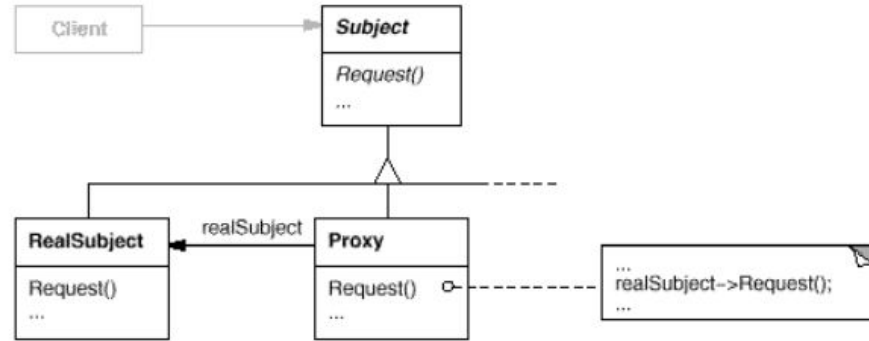 Client
Subject
Request()
...
realSubject
RealSubject
Request()
...
Proxy
Request()
...
...
realSubject->Request();
...